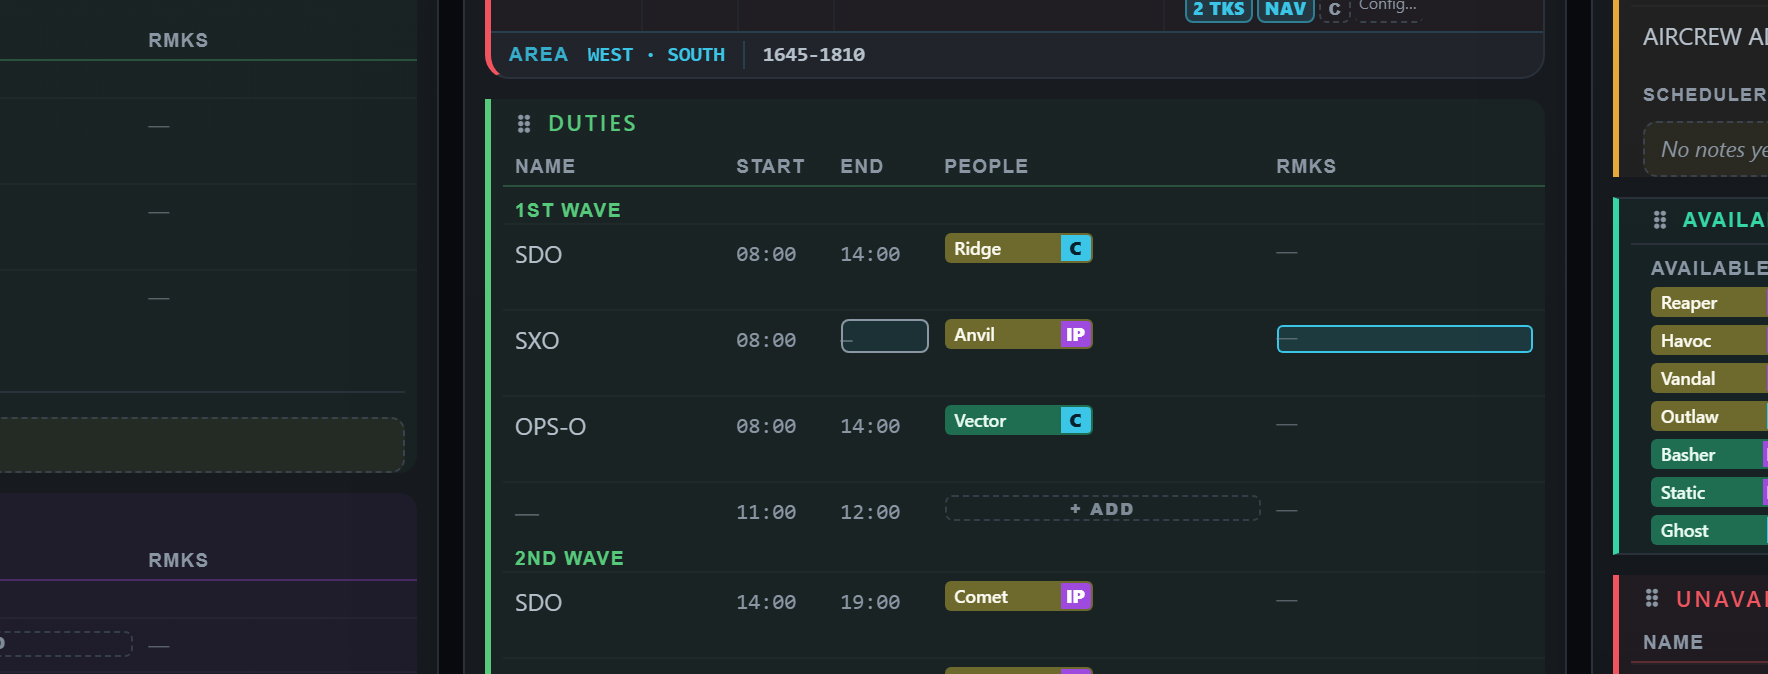 RMKS
—
—
—
RMKS
—
2 TKS NAV C Config...
AREA WEST · SOUTH 1645-1810
DUTIES
NAME START END PEOPLE RMKS
1ST WAVE
SDO 08:00 14:00 Ridge C —
SXO 08:00 — Anvil IP —
OPS-O 08:00 14:00 Vector C —
— 11:00 12:00 + ADD —
2ND WAVE
SDO 14:00 19:00 Comet IP —
AIRCREW
SCHEDULER
No notes ye
AVAILA
AVAILABLE
Reaper
Havoc
Vandal
Outlaw
Basher
Static
Ghost
UNAVAI
NAME